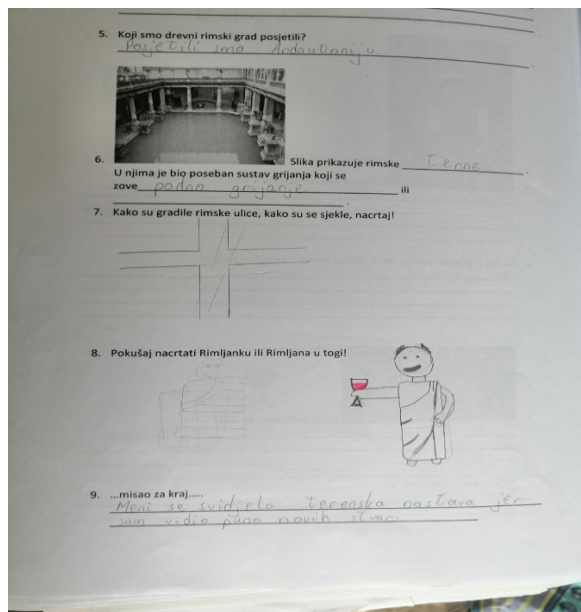 5. Koji smo drevni rimski grad posjetili?
Posjetili smo Andautoniju.
6. Slika prikazuje rimske terne.
U njima je bio poseban sustav grijanja koji se
zove podno grijanje ili
.
7. Kako su gradile rimske ulice, kako su se sjekle, nacrtaj!
8. Pokušaj nacrtati Rimljanku ili Rimljana u togi!
9. ...misao za kraj.....
Meni se svidjela terenska nastava jer
sam vidio puno novih stvari.